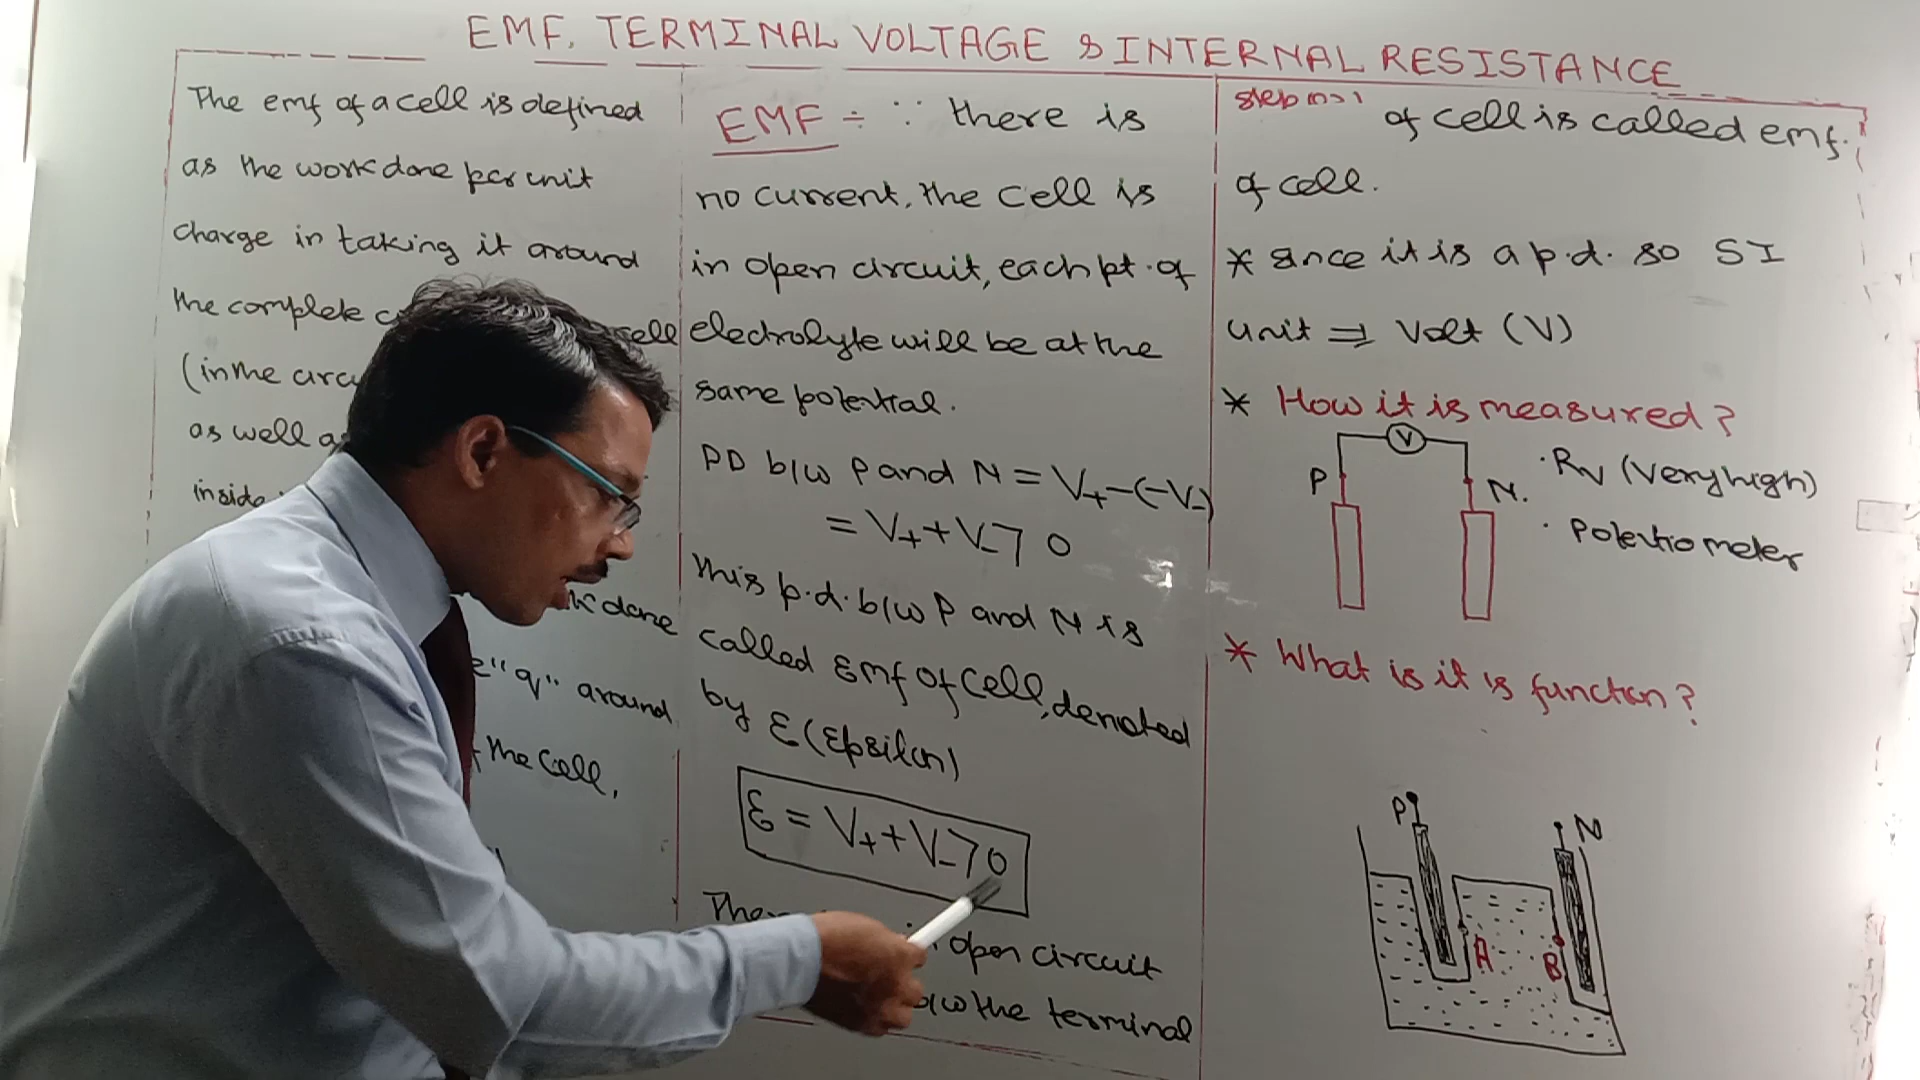 EMF, TERMINAL VOLTAGE & INTERNAL RESISTANCE
The emf of a cell is defined
as the work done per unit
charge in taking it around
the complete c
cell
(in the circu
as well a
inside
k done
e "q" around
f the cell,
EMF ÷ ∵ there is
no current, the cell is
in open circuit, each pt. of
electrolyte will be at the
same potential.
PD b/w P and N = V+ - (-V-)
= V+ + V- > 0
This p.d. b/w P and N is
called Emf of cell, denoted
by ε (Epsilon)
ε = V+ + V- > 0
open circuit
b/w the terminal
of cell is called emf.
of cell.
* Since it is a p.d. so SI
unit ⇒ Volt (V)
* How it is measured?
V
P
N.
· Rv (very high)
· Potentiometer
* What is it is function?
P
N
A
B